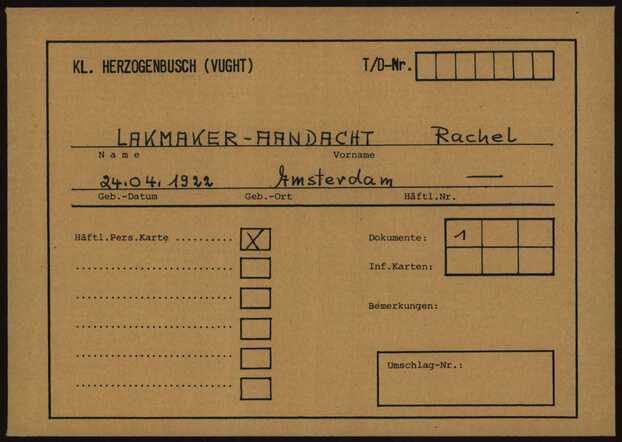 KL. HERZOGENBUSCH (VUGHT) T/D-Nr.
LAKMAKER-AANDACHT Rachel
Name Vorname
24.04.1922 Amsterdam —
Geb.-Datum Geb.-Ort Häftl.Nr.
Häftl.Pers.Karte .......... X Dokumente: 1
Inf.Karten:
Bemerkungen:
Umschlag-Nr.: